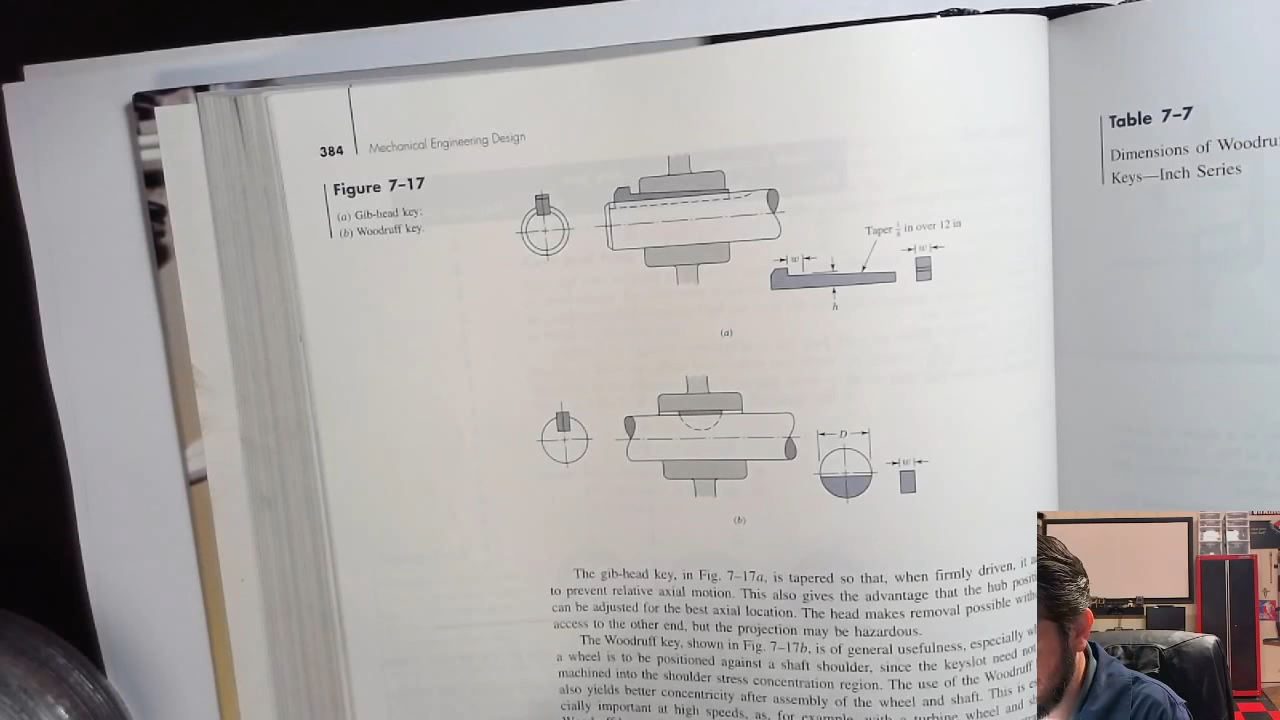 384 Mechanical Engineering Design
Figure 7–17
(a) Gib-head key;
(b) Woodruff key.
Taper 1/8 in over 12 in
w
w
h
(a)
D
w
(b)
The gib-head key, in Fig. 7–17a, is tapered so that, when firmly driven, it
to prevent relative axial motion. This also gives the advantage that the hub
can be adjusted for the best axial location. The head makes removal possible
access to the other end, but the projection may be hazardous.
The Woodruff key, shown in Fig. 7–17b, is of general usefulness, especially
a wheel is to be positioned against a shaft shoulder, since the keyslot need
machined into the shoulder stress concentration region. The use of the Woodruff
also yields better concentricity after assembly of the wheel and shaft. This is
cially important at high speeds, as, for example, with a turbine wheel and
Table 7–7
Dimensions of
Keys—Inch Series